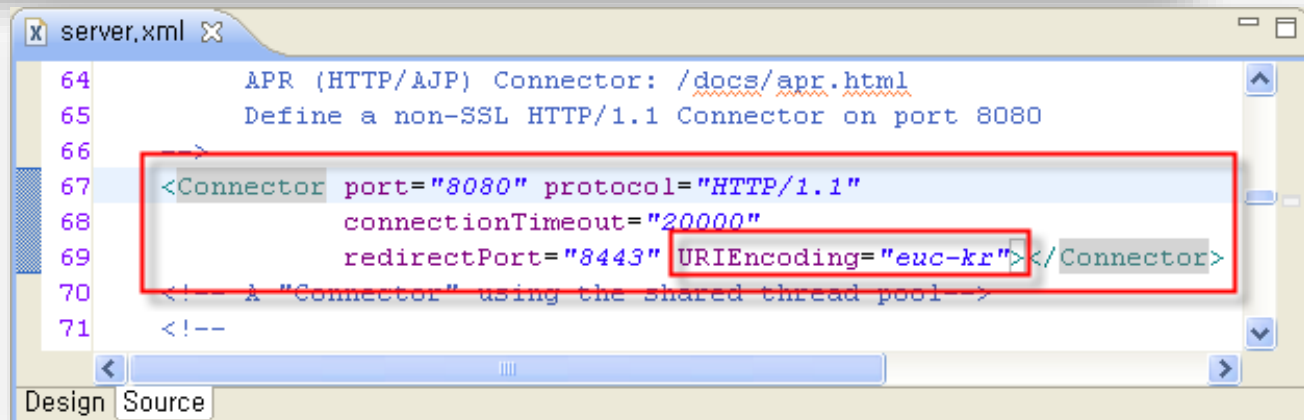 server.xml
64 APR (HTTP/AJP) Connector: /docs/apr.html
65 Define a non-SSL HTTP/1.1 Connector on port 8080
66 -->
67 <Connector port="8080" protocol="HTTP/1.1"
68 connectionTimeout="20000"
69 redirectPort="8443" URIEncoding="euc-kr"></Connector>
70 <!-- A "Connector" using the shared thread pool-->
71 <!--
Design Source